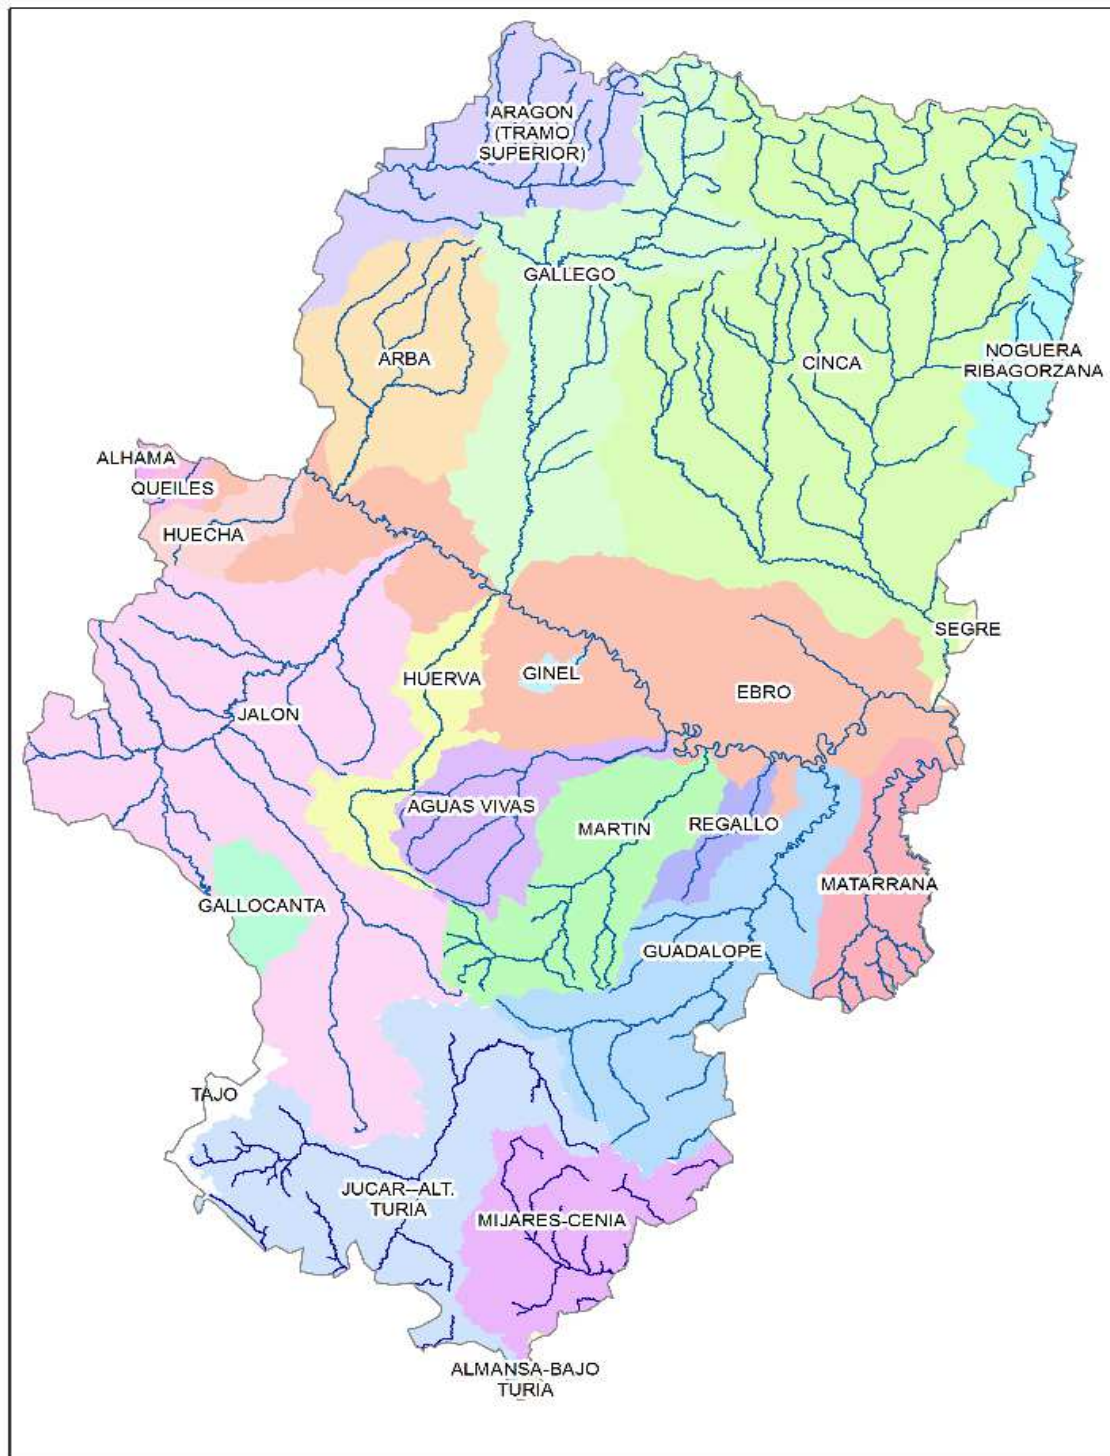 ARAGON
(TRAMO
SUPERIOR)
GALLEGO
ARBA
CINCA
NOGUERA
RIBAGORZANA
ALHAMA
QUEILES
HUECHA
SEGRE
HUERVA
GINEL
EBRO
JALON
AGUAS VIVAS
MARTIN
REGALLO
MATARRANA
GALLOCANTA
GUADALOPE
TAJO
JUCAR--ALT.
TURIA
MIJARES-CENIA
ALMANSA-BAJO
TURIA